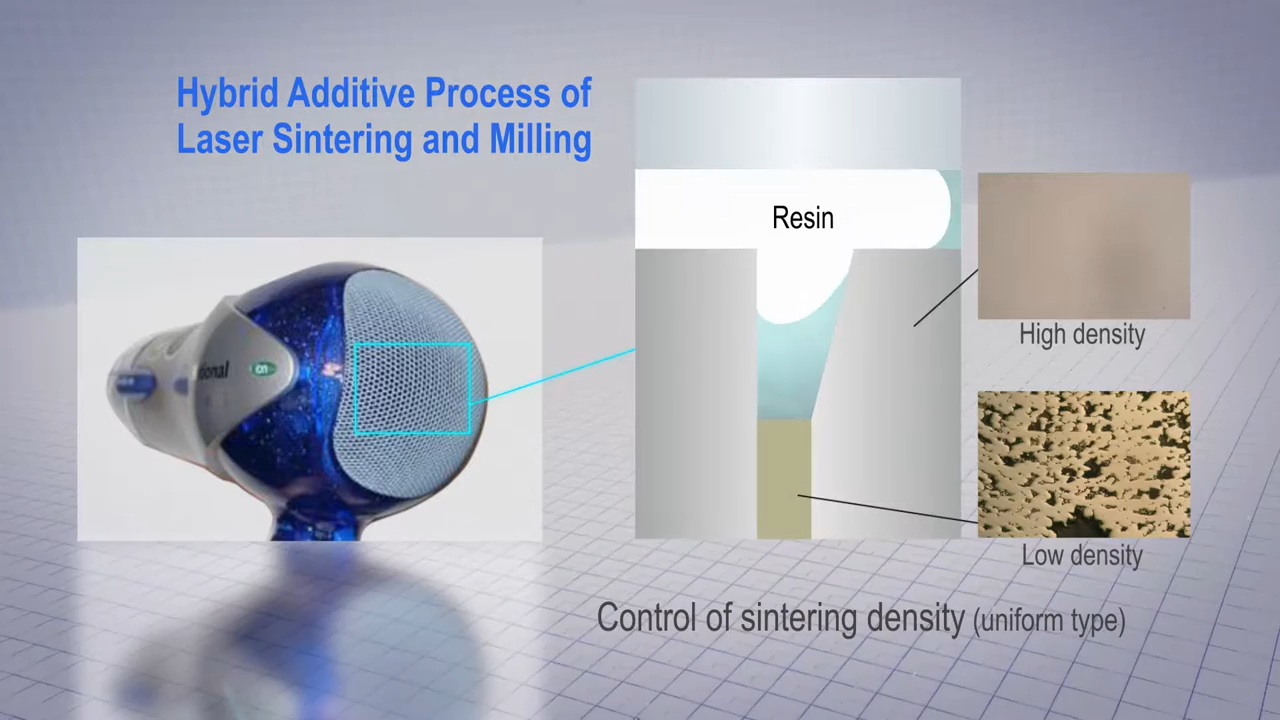 Hybrid Additive Process of
Laser Sintering and Milling
Resin
High density
Low density
Control of sintering density (uniform type)